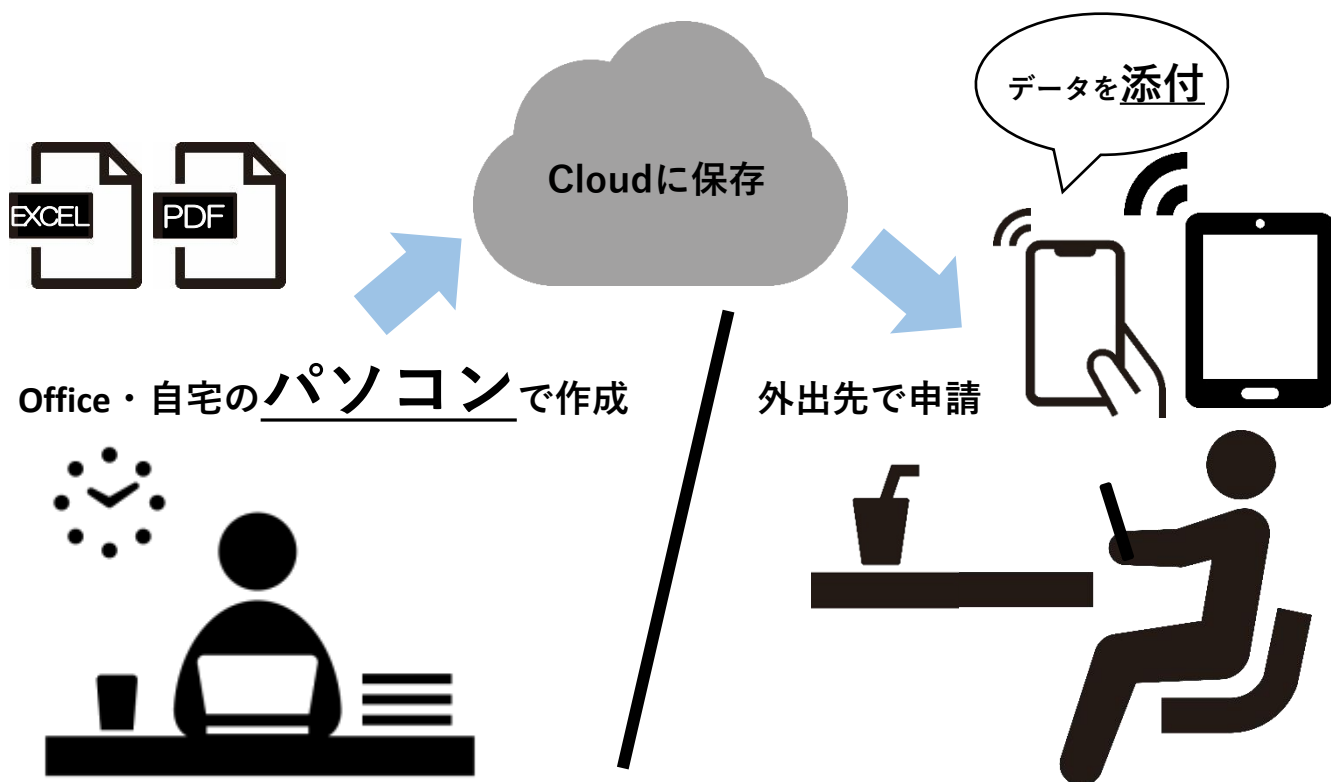 データを添付
Cloudに保存
EXCEL
PDF
Office・自宅のパソコンで作成
外出先で申請